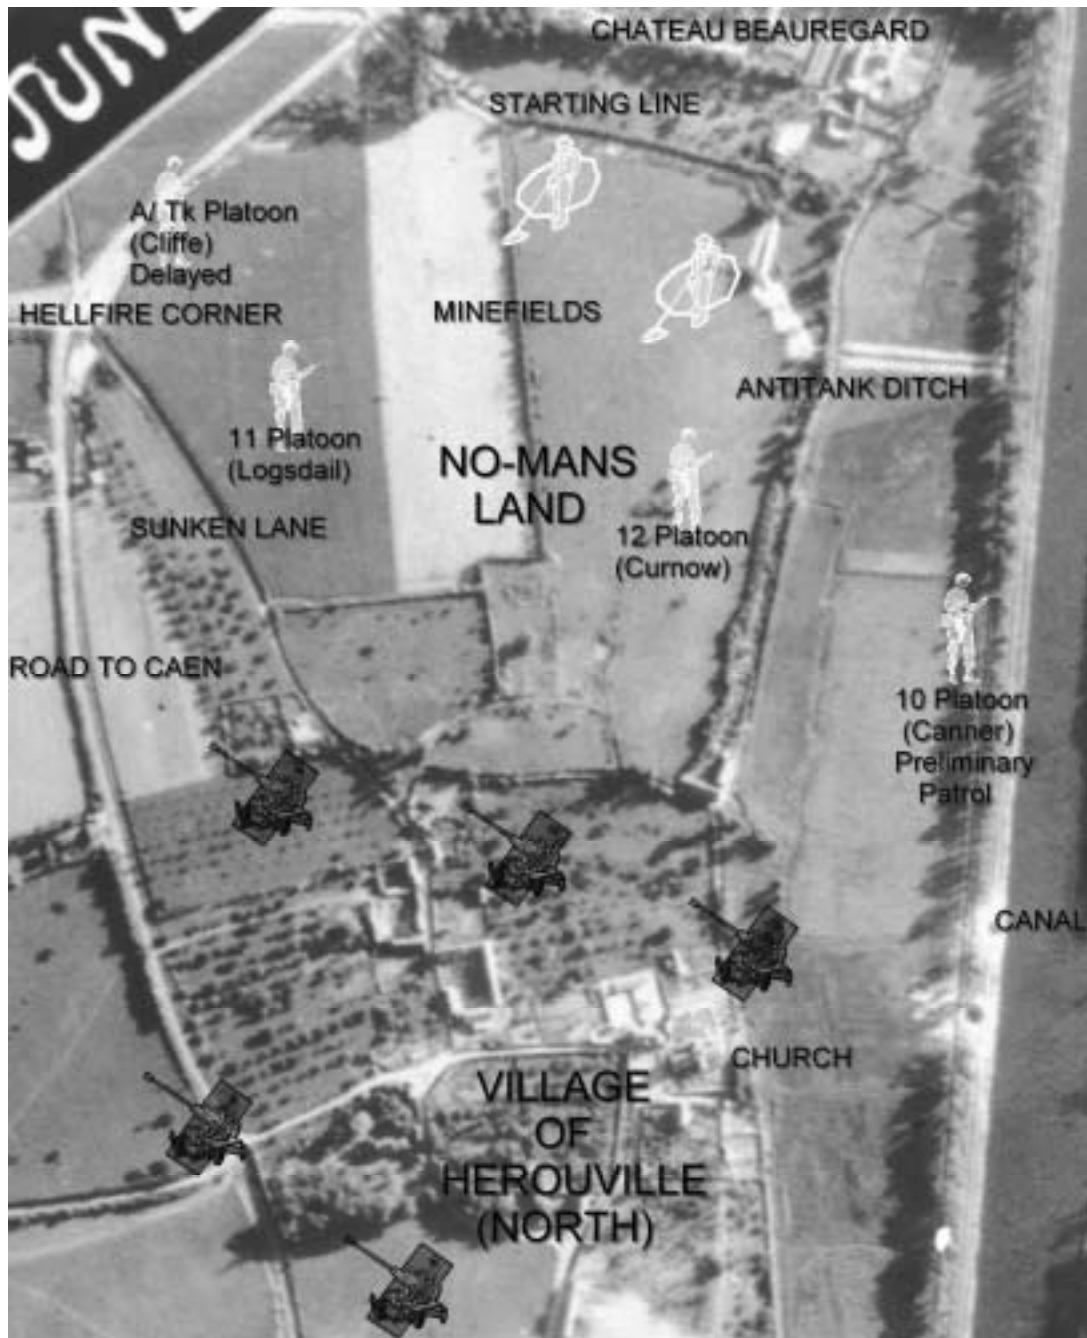 JUNE
CHATEAU BEAUREGARD
STARTING LINE
A/ Tk Platoon
(Cliffe)
Delayed
HELLFIRE CORNER
MINEFIELDS
ANTITANK DITCH
11 Platoon
(Logsdail)
NO-MANS
LAND
SUNKEN LANE
12 Platoon
(Curnow)
ROAD TO CAEN
10 Platoon
(Canner)
Preliminary
Patrol
CANAL
CHURCH
VILLAGE
OF
HEROUVILLE
(NORTH)